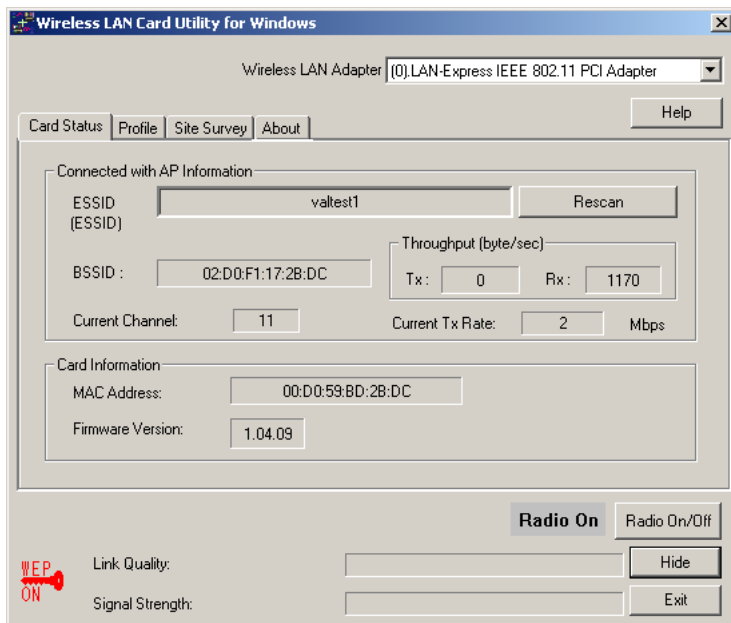 Wireless LAN Card Utility for Windows
Wireless LAN Adapter (0).LAN-Express IEEE 802.11 PCI Adapter
Help
Card Status Profile Site Survey About
Connected with AP Information
ESSID valtest1 Rescan
(ESSID)
Throughput (byte/sec)
BSSID : 02:D0:F1:17:2B:DC Tx : 0 Rx : 1170
Current Channel: 11 Current Tx Rate: 2 Mbps
Card Information
MAC Address: 00:D0:59:BD:2B:DC
Firmware Version: 1.04.09
Radio On Radio On/Off
WEP ON
Link Quality: Hide
Signal Strength: Exit